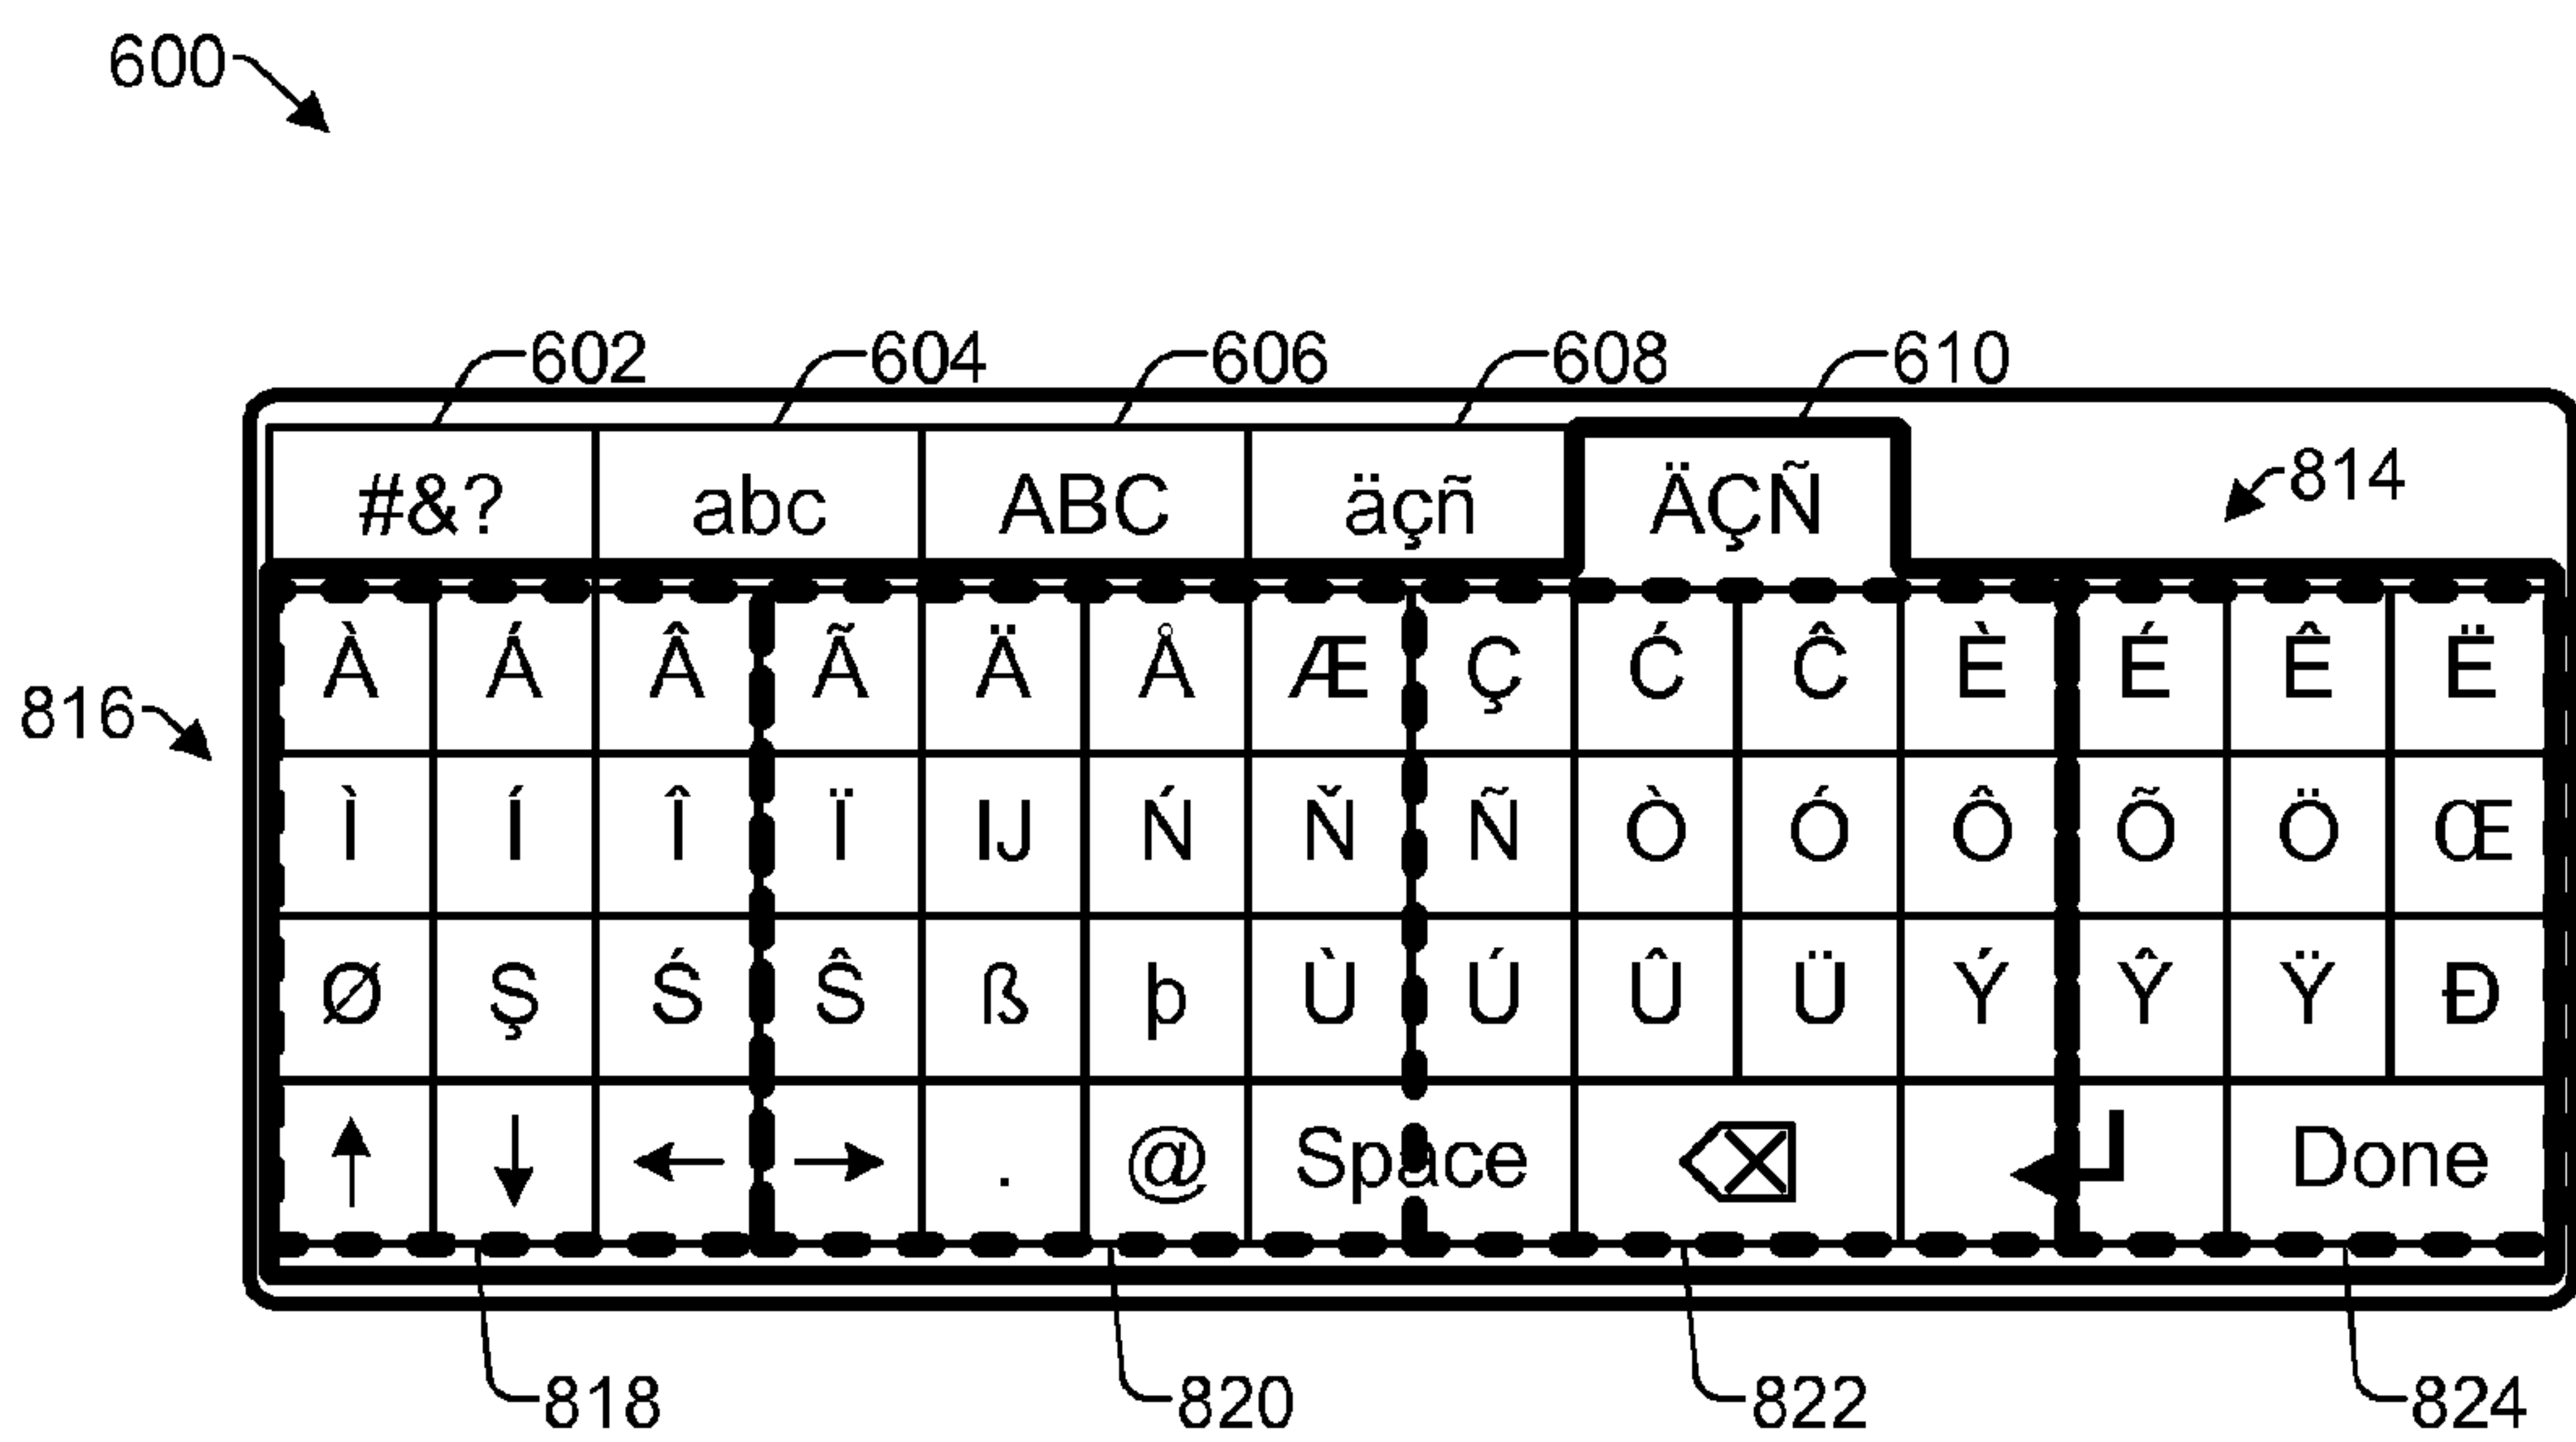 600
602 604 606 608 610
#&? abc ABC äçñ ÄÇÑ 814
À Á Â Ã Ä Å Æ Ç Ć Ĉ È É Ê Ë
816
Ì Í Î Ï IJ Ń Ň Ñ Ò Ó Ô Õ Ö Œ
Ø Ş Ś Ŝ ß þ Ù Ú Û Ü Ý Ŷ Ÿ Đ
↑ ↓ ← → . @ Space ⌫ ↵ Done
818 820 822 824